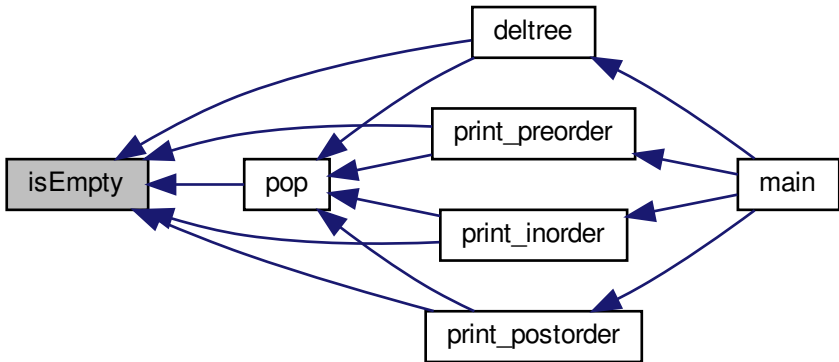 deltree
print_preorder
isEmpty
pop
main
print_inorder
print_postorder